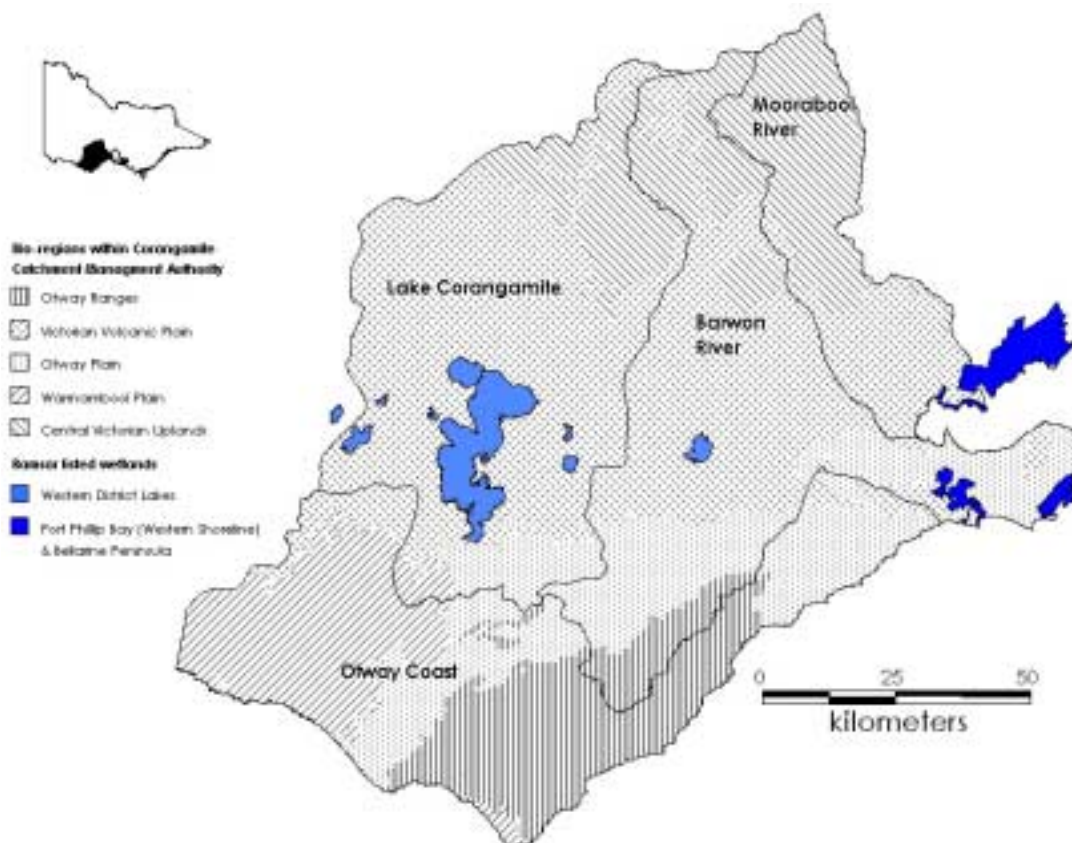 Moorabool
River
Bio-regions within Corangamite
Catchment Managment Authority
Otway Ranges
Victorian Volcanic Plain
Otway Plain
Warrnambool Plain
Central Victorian Uplands
Ramsar listed wetlands
Western District Lakes
Port Phillip Bay (Western Shoreline)
& Bellarine Peninsula
Lake Corangamite
Barwon
River
Otway Coast
0 25 50
kilometers